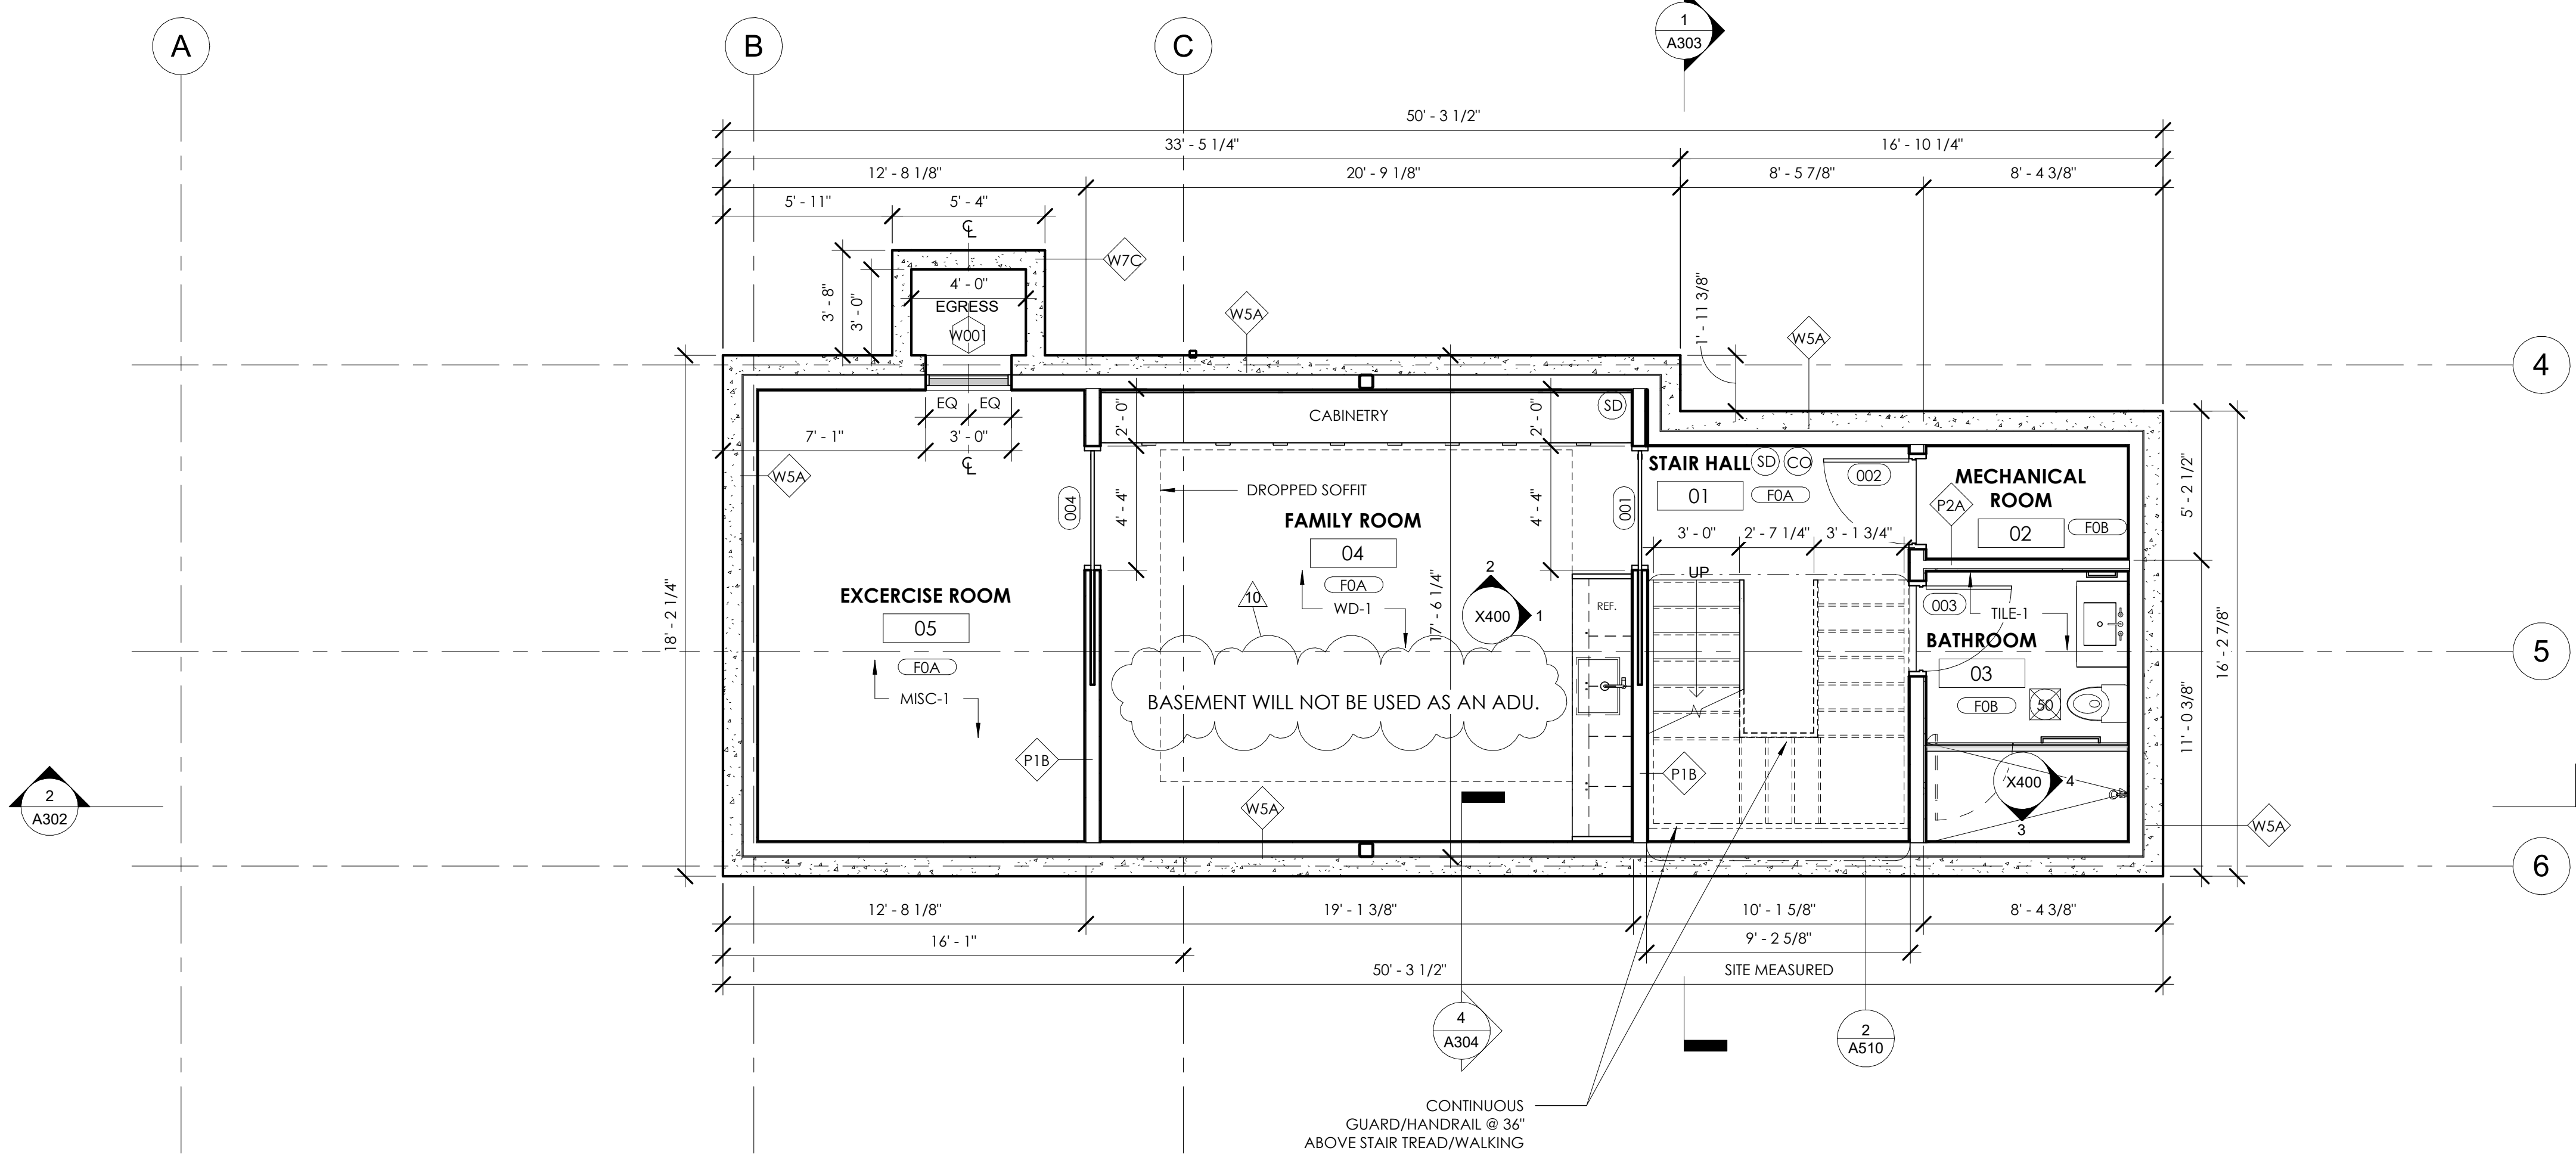 A
B
C
1
A303
50' - 3 1/2"
33' - 5 1/4"
16' - 10 1/4"
12' - 8 1/8"
20' - 9 1/8"
8' - 5 7/8"
8' - 4 3/8"
5' - 11"
5' - 4"
CL
W7C
3' - 8"
3' - 0"
4' - 0"
EGRESS
W001
W5A
1' - 11 3/8"
W5A
4
EQ
EQ
7' - 1"
3' - 0"
CL
W5A
2' - 0"
CABINETRY
2' - 0"
SD
STAIR HALL
SD
CO
01
F0A
002
MECHANICAL
ROOM
02
F0B
P2A
5' - 2 1/2"
004
4' - 4"
DROPPED SOFFIT
FAMILY ROOM
04
F0A
WD-1
4' - 4"
001
3' - 0"
2' - 7 1/4"
3' - 1 3/4"
UP
18' - 2 1/4"
EXCERCISE ROOM
05
F0A
MISC-1
10
17' - 6 1/4"
2
X400
1
REF.
003
TILE-1
BATHROOM
03
F0B
50
16' - 2 7/8"
5
BASEMENT WILL NOT BE USED AS AN ADU.
11' - 0 3/8"
P1B
P1B
X400
4
3
2
A302
W5A
W5A
6
12' - 8 1/8"
19' - 1 3/8"
10' - 1 5/8"
8' - 4 3/8"
16' - 1"
9' - 2 5/8"
50' - 3 1/2"
SITE MEASURED
4
A304
2
A510
CONTINUOUS
GUARD/HANDRAIL @ 36"
ABOVE STAIR TREAD/WALKING